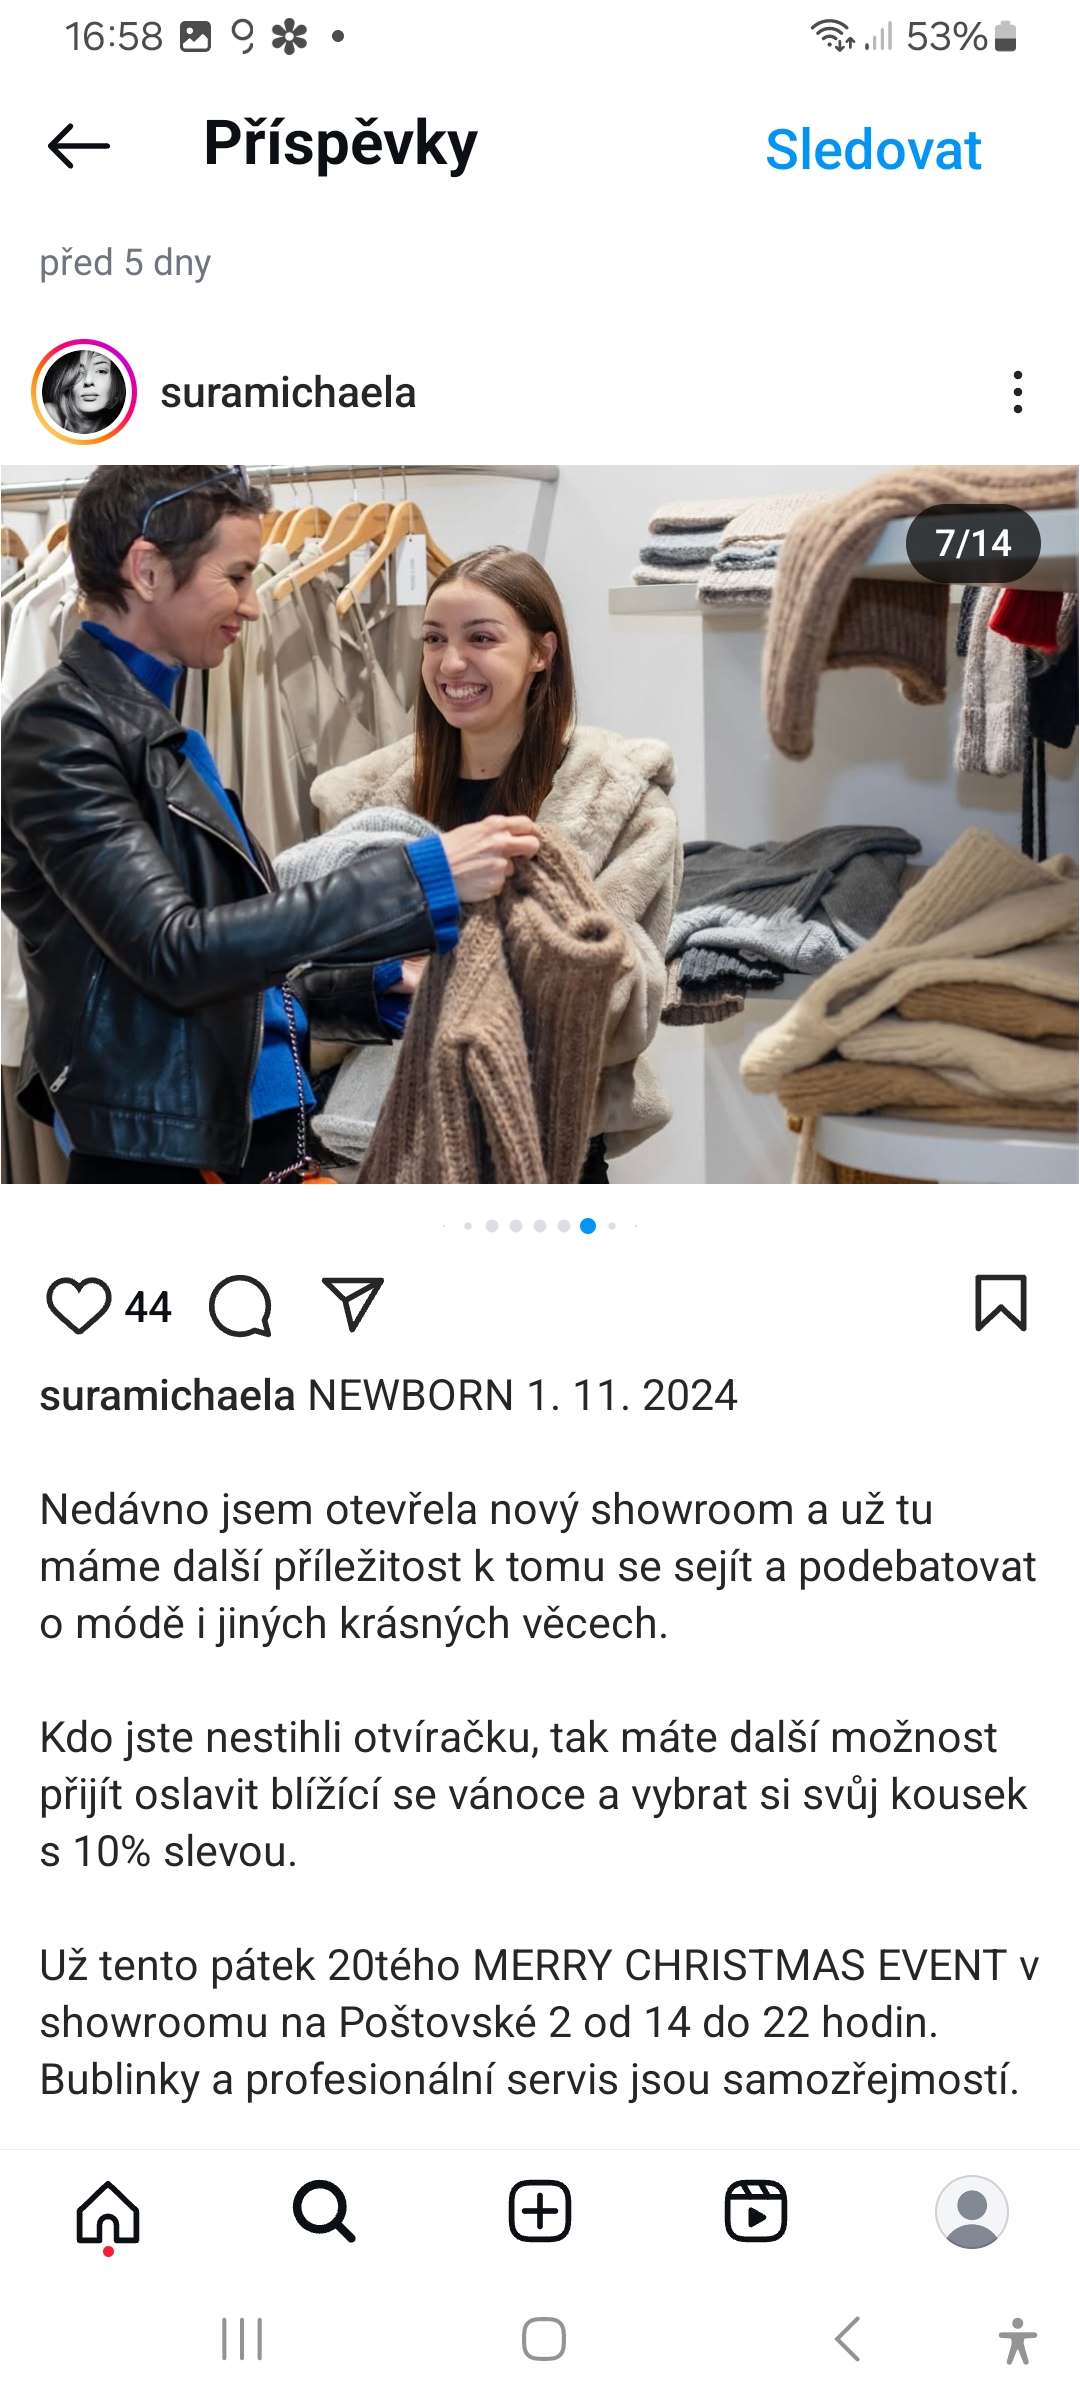 16:58
53%
Příspěvky
Sledovat
před 5 dny
suramichaela
7/14
44
suramichaela NEWBORN 1. 11. 2024
Nedávno jsem otevřela nový showroom a už tu
máme další příležitost k tomu se sejít a podebatovat
o módě i jiných krásných věcech.
Kdo jste nestihli otvíračku, tak máte další možnost
přijít oslavit blížící se vánoce a vybrat si svůj kousek
s 10% slevou.
Už tento pátek 20tého MERRY CHRISTMAS EVENT v
showroomu na Poštovské 2 od 14 do 22 hodin.
Bublinky a profesionální servis jsou samozřejmostí.